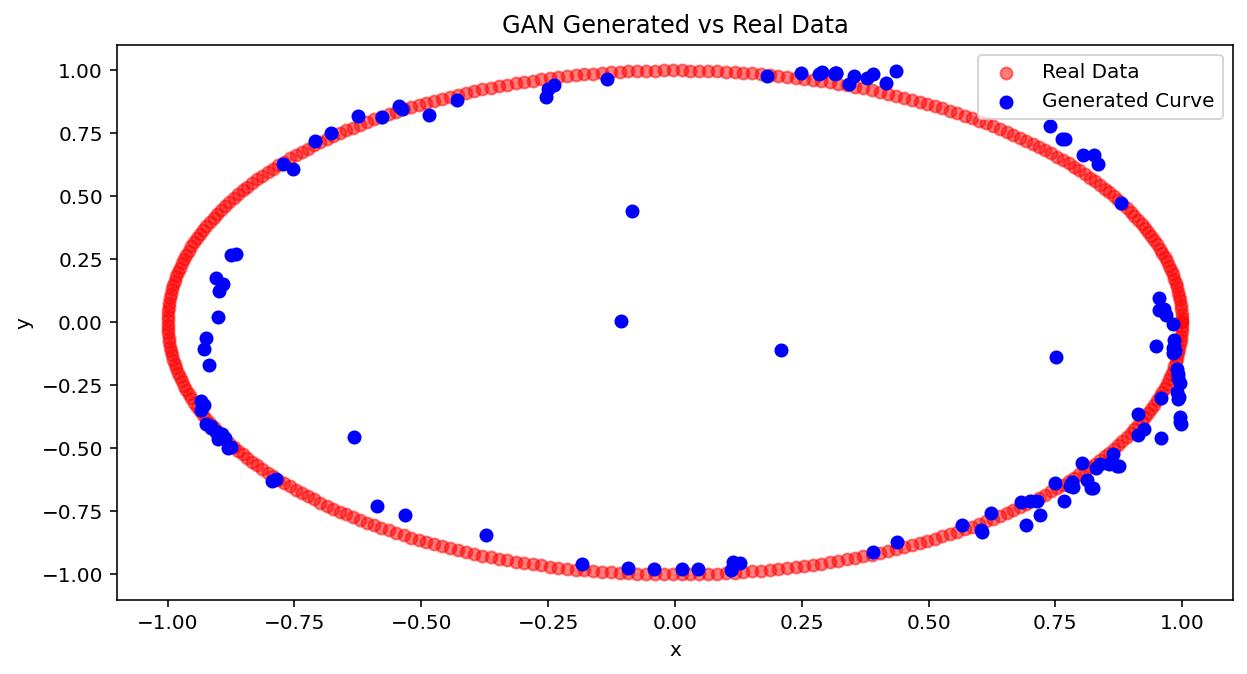 GAN Generated vs Real Data
Real Data
Generated Curve
1.00
0.75
0.50
0.25
0.00
−0.25
−0.50
−0.75
−1.00
y
−1.00 −0.75 −0.50 −0.25 0.00 0.25 0.50 0.75 1.00
x